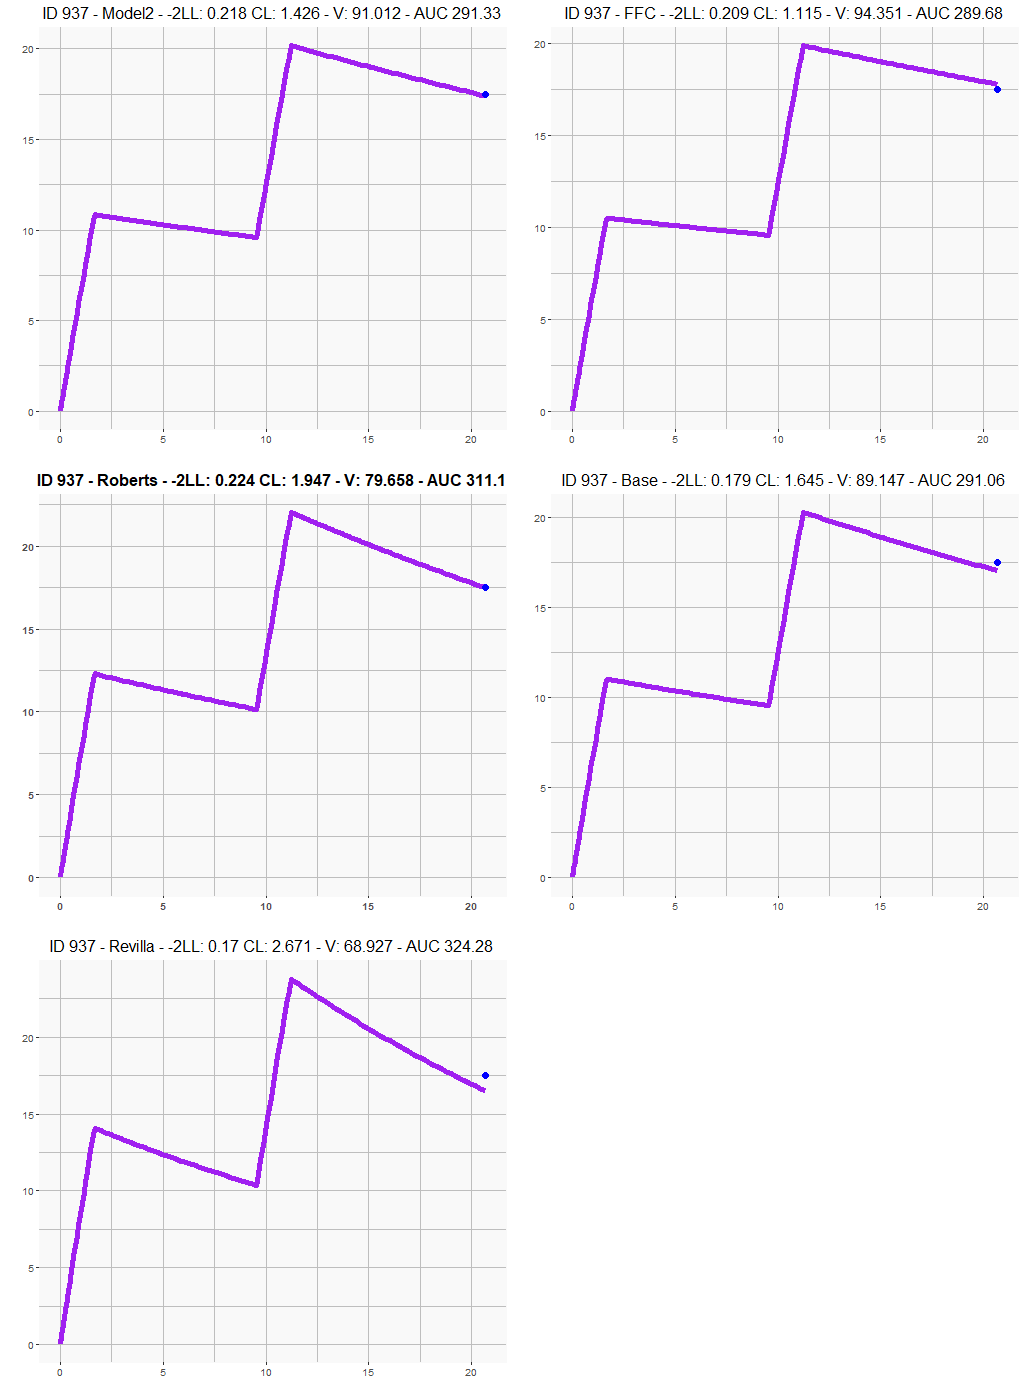 ID 937 - Model2 - -2LL: 0.218 CL: 1.426 - V: 91.012 - AUC 291.33
20
15
10
5
0
0 5 10 15 20
ID 937 - FFC - -2LL: 0.209 CL: 1.115 - V: 94.351 - AUC 289.68
20
15
10
5
0
0 5 10 15 20
ID 937 - Roberts - -2LL: 0.224 CL: 1.947 - V: 79.658 - AUC 311.1
20
15
10
5
0
0 5 10 15 20
ID 937 - Base - -2LL: 0.179 CL: 1.645 - V: 89.147 - AUC 291.06
20
15
10
5
0
0 5 10 15 20
ID 937 - Revilla - -2LL: 0.17 CL: 2.671 - V: 68.927 - AUC 324.28
20
15
10
5
0
0 5 10 15 20